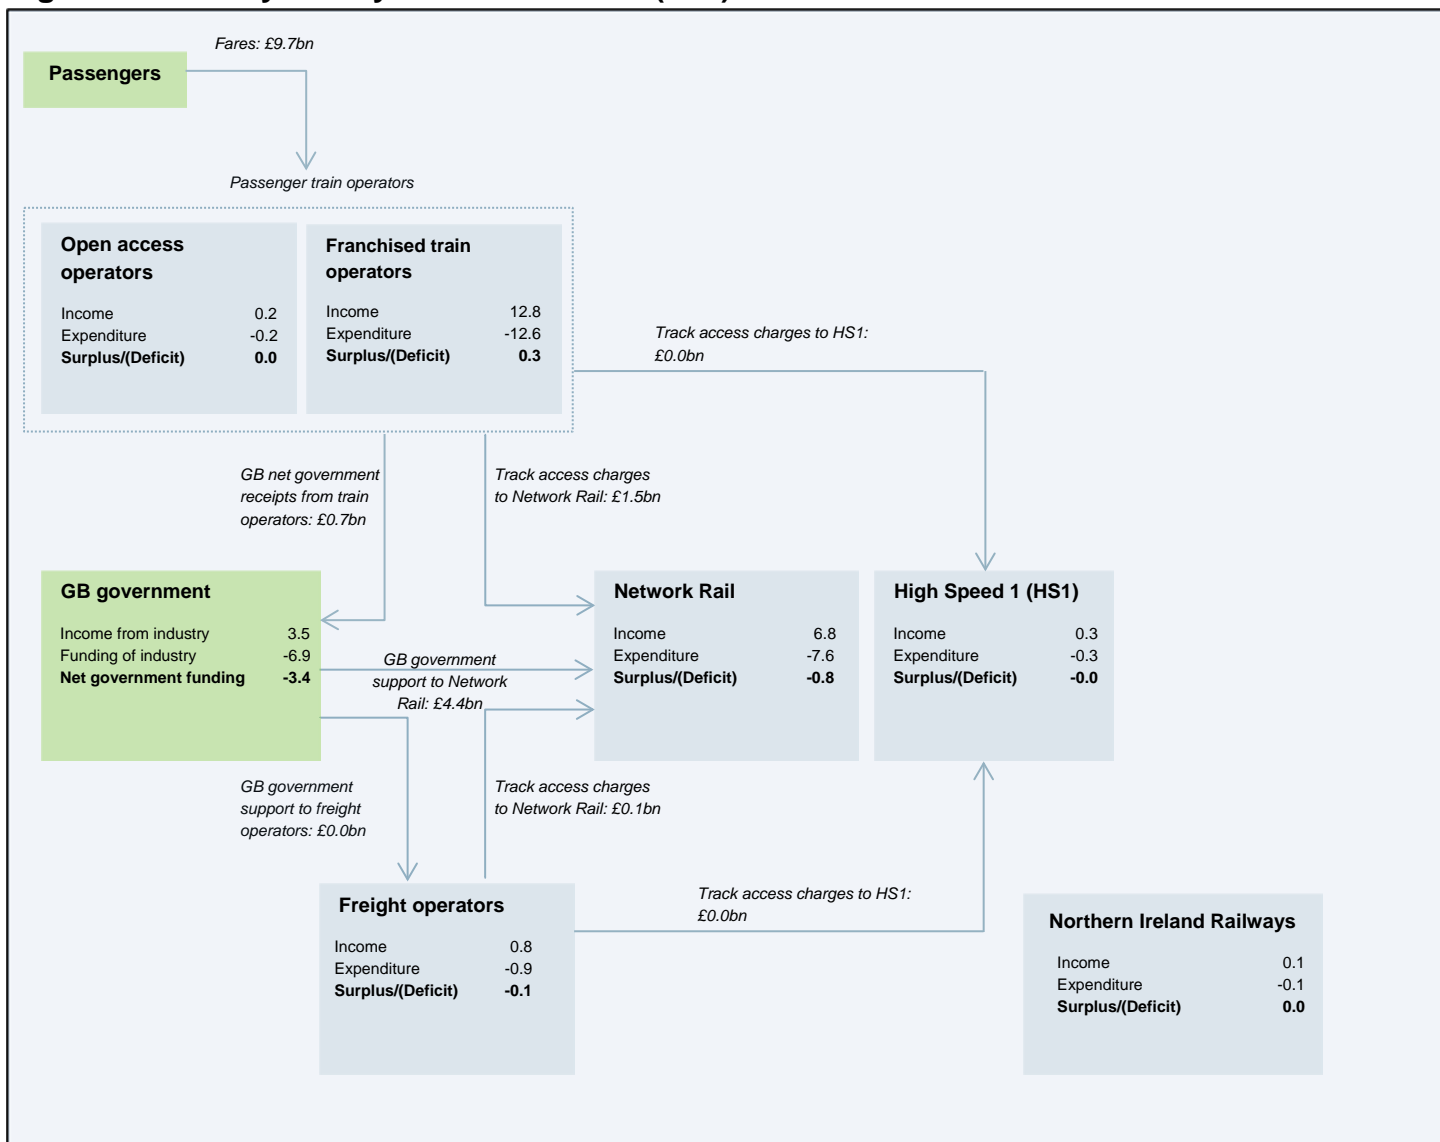 Fares: £9.7bn
Passengers
Passenger train operators
Open access
operators
Income 0.2
Expenditure -0.2
Surplus/(Deficit) 0.0
Franchised train
operators
Income 12.8
Expenditure -12.6
Surplus/(Deficit) 0.3
Track access charges to HS1:
£0.0bn
GB net government
receipts from train
operators: £0.7bn
Track access charges
to Network Rail: £1.5bn
GB government
Income from industry 3.5
Funding of industry -6.9
Net government funding -3.4
GB government
support to Network
Rail: £4.4bn
Network Rail
Income 6.8
Expenditure -7.6
Surplus/(Deficit) -0.8
High Speed 1 (HS1)
Income 0.3
Expenditure -0.3
Surplus/(Deficit) -0.0
GB government
support to freight
operators: £0.0bn
Track access charges
to Network Rail: £0.1bn
Freight operators
Income 0.8
Expenditure -0.9
Surplus/(Deficit) -0.1
Track access charges to HS1:
£0.0bn
Northern Ireland Railways
Income 0.1
Expenditure -0.1
Surplus/(Deficit) 0.0